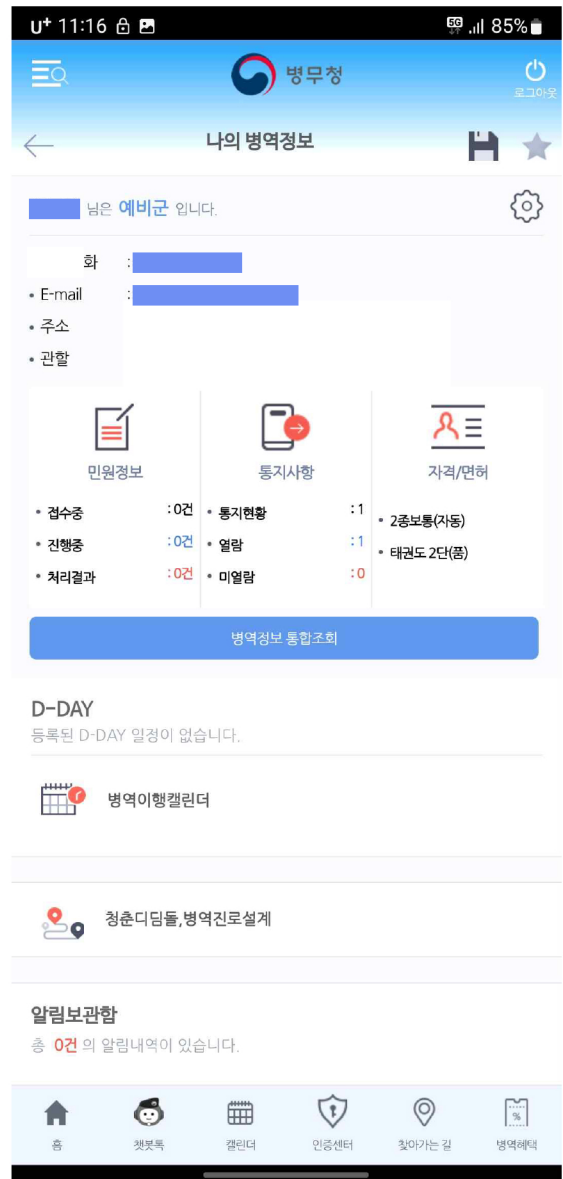 U+ 11:16 5G 85%
병무청
로그아웃
나의 병역정보
님은 예비군 입니다.
화 :
• E-mail :
• 주소
• 관할
민원정보 통지사항 자격/면허
• 접수중 : 0건 • 통지현황 : 1 • 2종보통(자동)
• 진행중 : 0건 • 열람 : 1 • 태권도 2단(품)
• 처리결과 : 0건 • 미열람 : 0
병역정보 통합조회
D-DAY
등록된 D-DAY 일정이 없습니다.
병역이행캘린더
청춘디딤돌,병역진로설계
알림보관함
총 0건 의 알림내역이 있습니다.
홈 챗봇톡 캘린더 인증센터 찾아가는 길 병역혜택